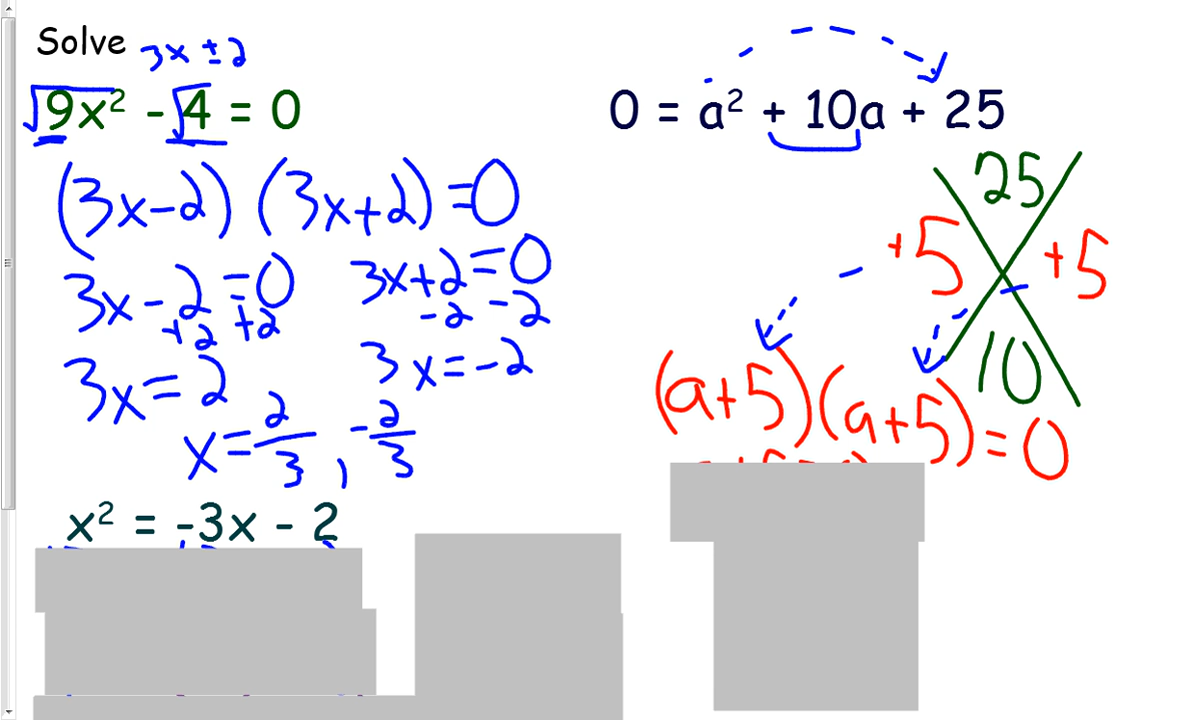 Solve
3x ± 2
√9x² - √4 = 0
(3x-2) (3x+2) =0
3x-2=0 3x+2=0
+2 +2 -2 -2
3x=2 3x=-2
x= 2/3, -2/3
x² = -3x - 2
0 = a² + 10a + 25
25
+5 +5
10
(a+5)(a+5)=0